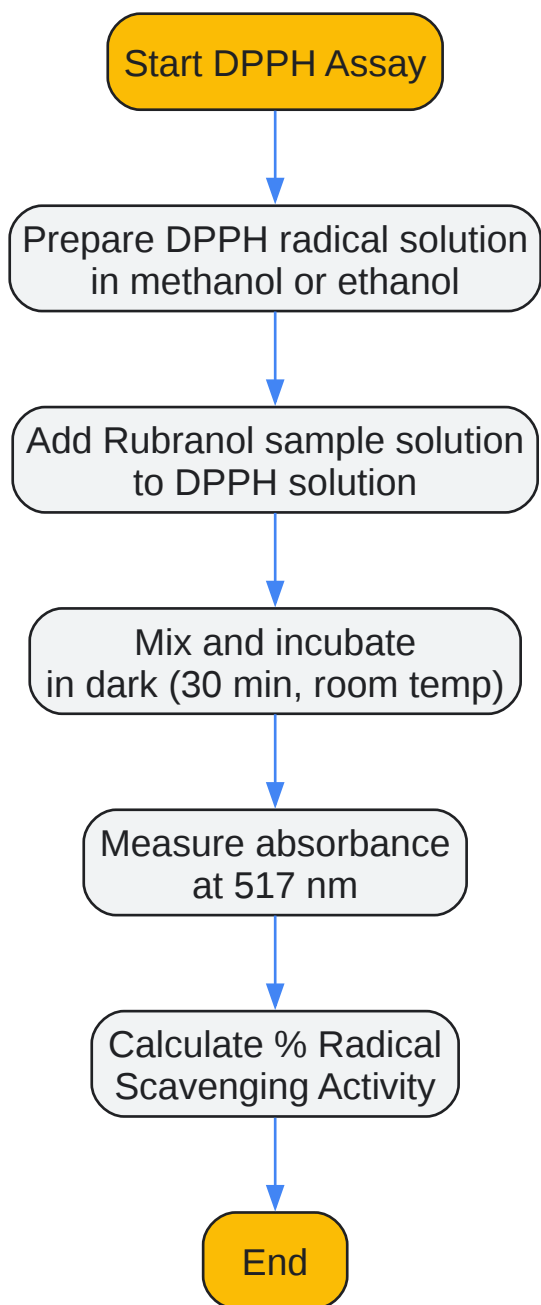 Start DPPH Assay
Prepare DPPH radical solution
in methanol or ethanol
Add Rubranol sample solution
to DPPH solution
Mix and incubate
in dark (30 min, room temp)
Measure absorbance
at 517 nm
Calculate % Radical
Scavenging Activity
End